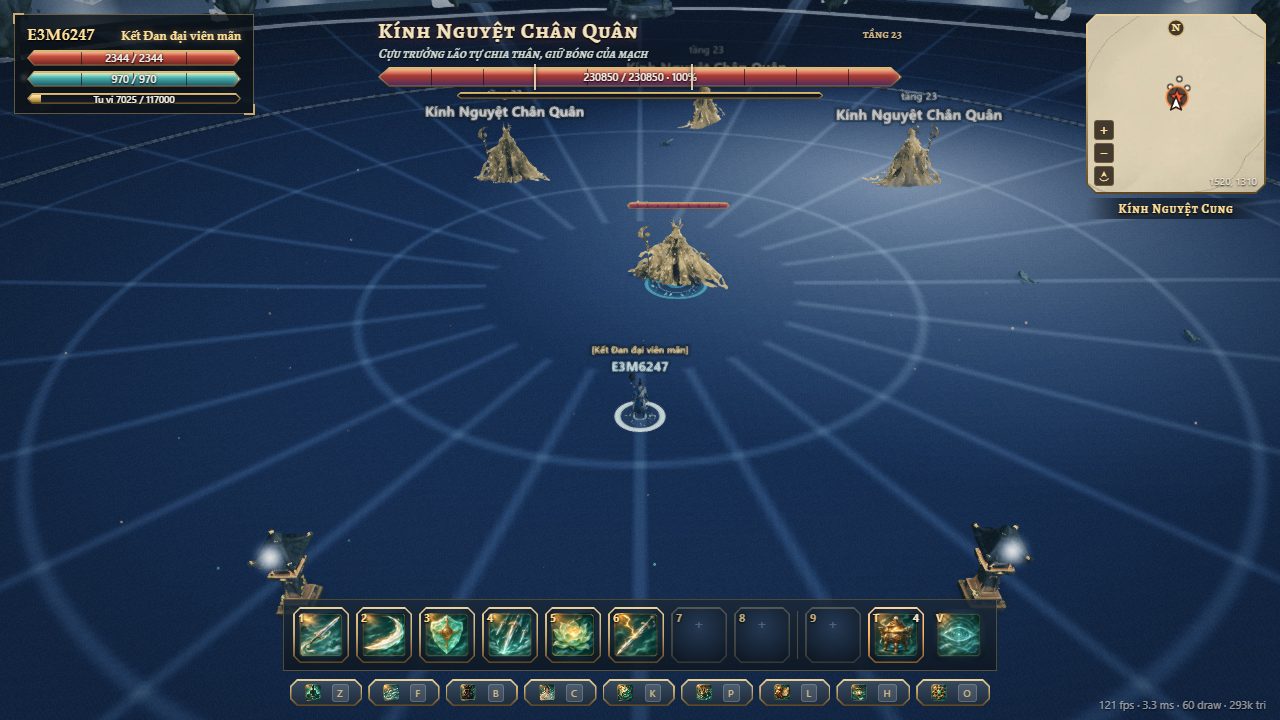 E3M6247 Kết Đan đại viên mãn
2344 / 2344
970 / 970
Tu vi 7025 / 117000
Kính Nguyệt Chân Quân
TẦNG 23
Cựu trưởng lão tự chia thân, giữ bóng của mạch
tầng 23
230850 / 230850 · 100%
Kính Nguyệt Chân Quân
tầng 23
Kính Nguyệt Chân Quân
N
+
−
1520, 1310
Kính Nguyệt Cung
[Kết Đan đại viên mãn]
E3M6247
1
2
3
4
5
6
7 +
8 +
9 +
T 4
V
Z
F
B
C
K
P
L
H
O
121 fps · 3.3 ms · 60 draw · 293k tri